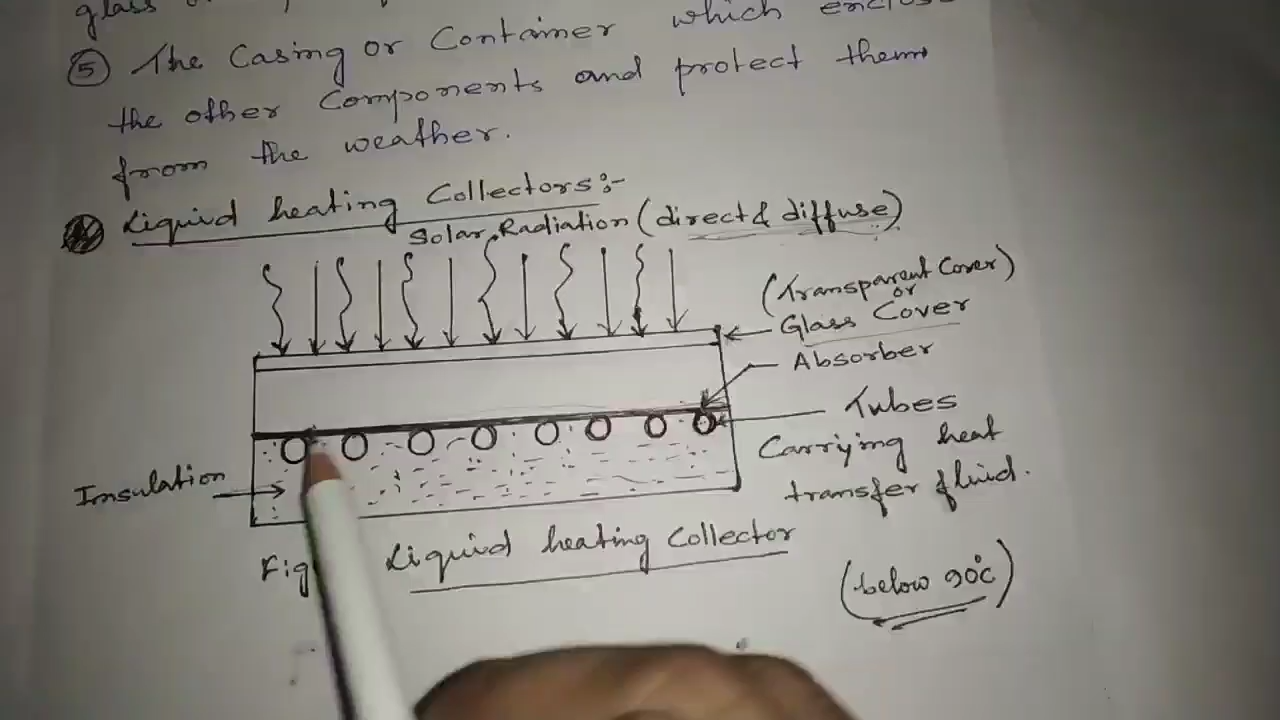 glass
⑤ The Casing or Container which
the other Components and protect them
from the weather.
Liquid heating Collectors:-
Solar Radiation (direct & diffuse)
(Transparent Cover)
or
Glass Cover
Absorber
Tubes
Carrying heat
transfer fluid.
Insulation
Fig Liquid heating Collector
(below 90°C)